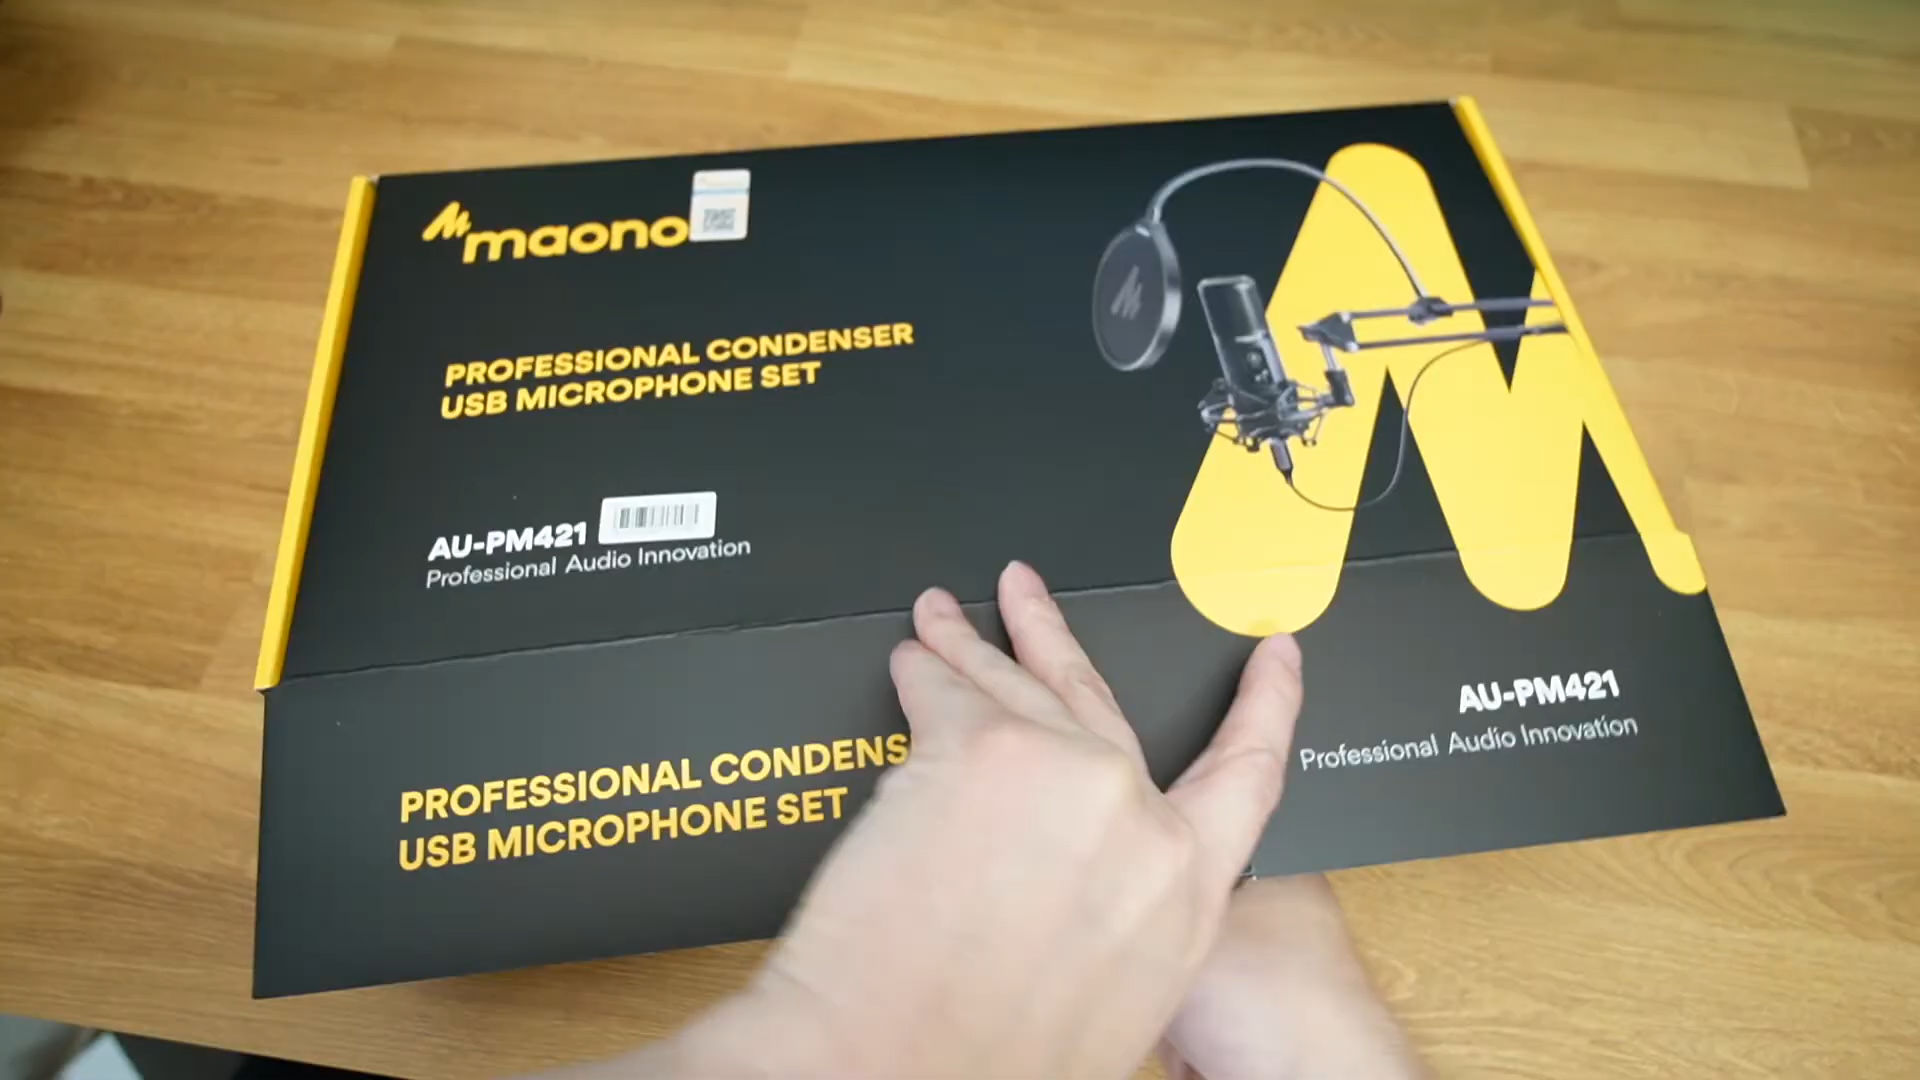 maono
PROFESSIONAL CONDENSER
USB MICROPHONE SET
AU-PM421
Professional Audio Innovation
PROFESSIONAL CONDENS
USB MICROPHONE SET
AU-PM421
Professional Audio Innovation